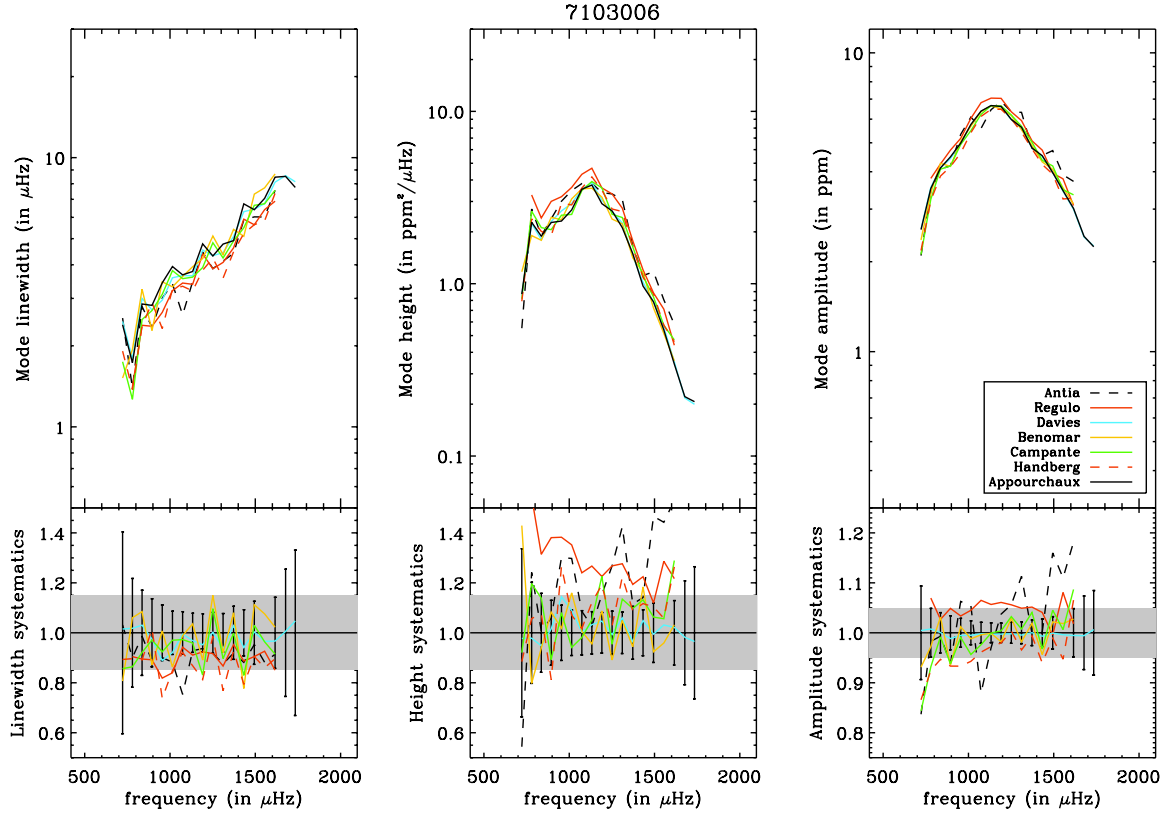 7103006
Mode linewidth (in μHz)
10
1
Mode height (in ppm²/μHz)
10.0
1.0
0.1
Mode amplitude (in ppm)
10
1
Antia
Regulo
Davies
Benomar
Campante
Handberg
Appourchaux
Linewidth systematics
1.4
1.2
1.0
0.8
0.6
500 1000 1500 2000
frequency (in μHz)
Height systematics
1.4
1.2
1.0
0.8
0.6
500 1000 1500 2000
frequency (in μHz)
Amplitude systematics
1.2
1.1
1.0
0.9
0.8
500 1000 1500 2000
frequency (in μHz)